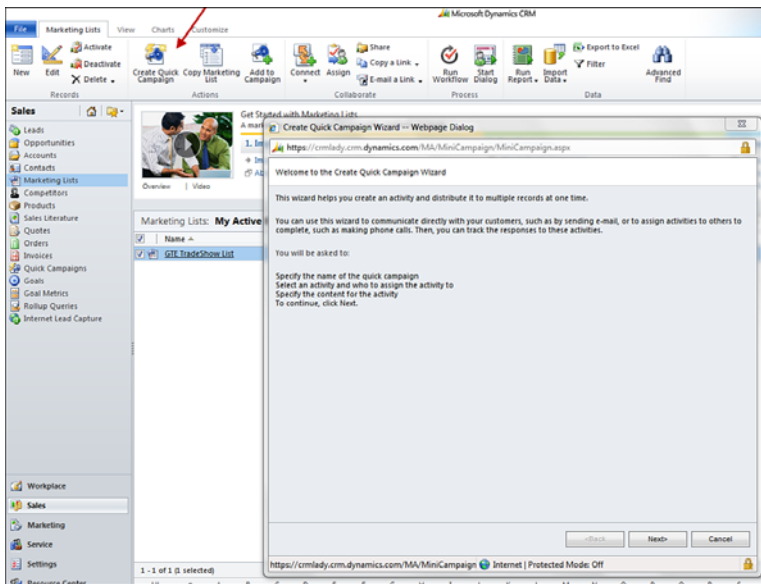 Microsoft Dynamics CRM
File Marketing Lists View Charts Customize
New
Edit
Activate
Deactivate
Delete
Records
Create Quick Campaign
Copy Marketing List
Add to Campaign
Actions
Connect
Assign
Share
Copy a Link
E-mail a Link
Collaborate
Run Workflow
Start Dialog
Process
Run Report
Import Data
Export to Excel
Filter
Advanced Find
Data
Sales
Leads
Opportunities
Accounts
Contacts
Marketing Lists
Competitors
Products
Sales Literature
Quotes
Orders
Invoices
Quick Campaigns
Goals
Goal Metrics
Rollup Queries
Internet Lead Capture
Workplace
Sales
Marketing
Service
Settings
Resource Center
Get Started with Marketing Lists
A mark
1. Im
Im
Ab
Overview | Video
Marketing Lists: My Active
Name
GTE TradeShow List
1 - 1 of 1 (1 selected)
Create Quick Campaign Wizard -- Webpage Dialog
https://crmlady.crm.dynamics.com/MA/MiniCampaign/MiniCampaign.aspx
Welcome to the Create Quick Campaign Wizard
This wizard helps you create an activity and distribute it to multiple records at one time.
You can use this wizard to communicate directly with your customers, such as by sending e-mail, or to assign activities to others to
complete, such as making phone calls. Then, you can track the responses to these activities.
You will be asked to:
Specify the name of the quick campaign
Select an activity and who to assign the activity to
Specify the content for the activity
To continue, click Next.
<Back
Next>
Cancel
https://crmlady.crm.dynamics.com/MA/MiniCampaign Internet | Protected Mode: Off